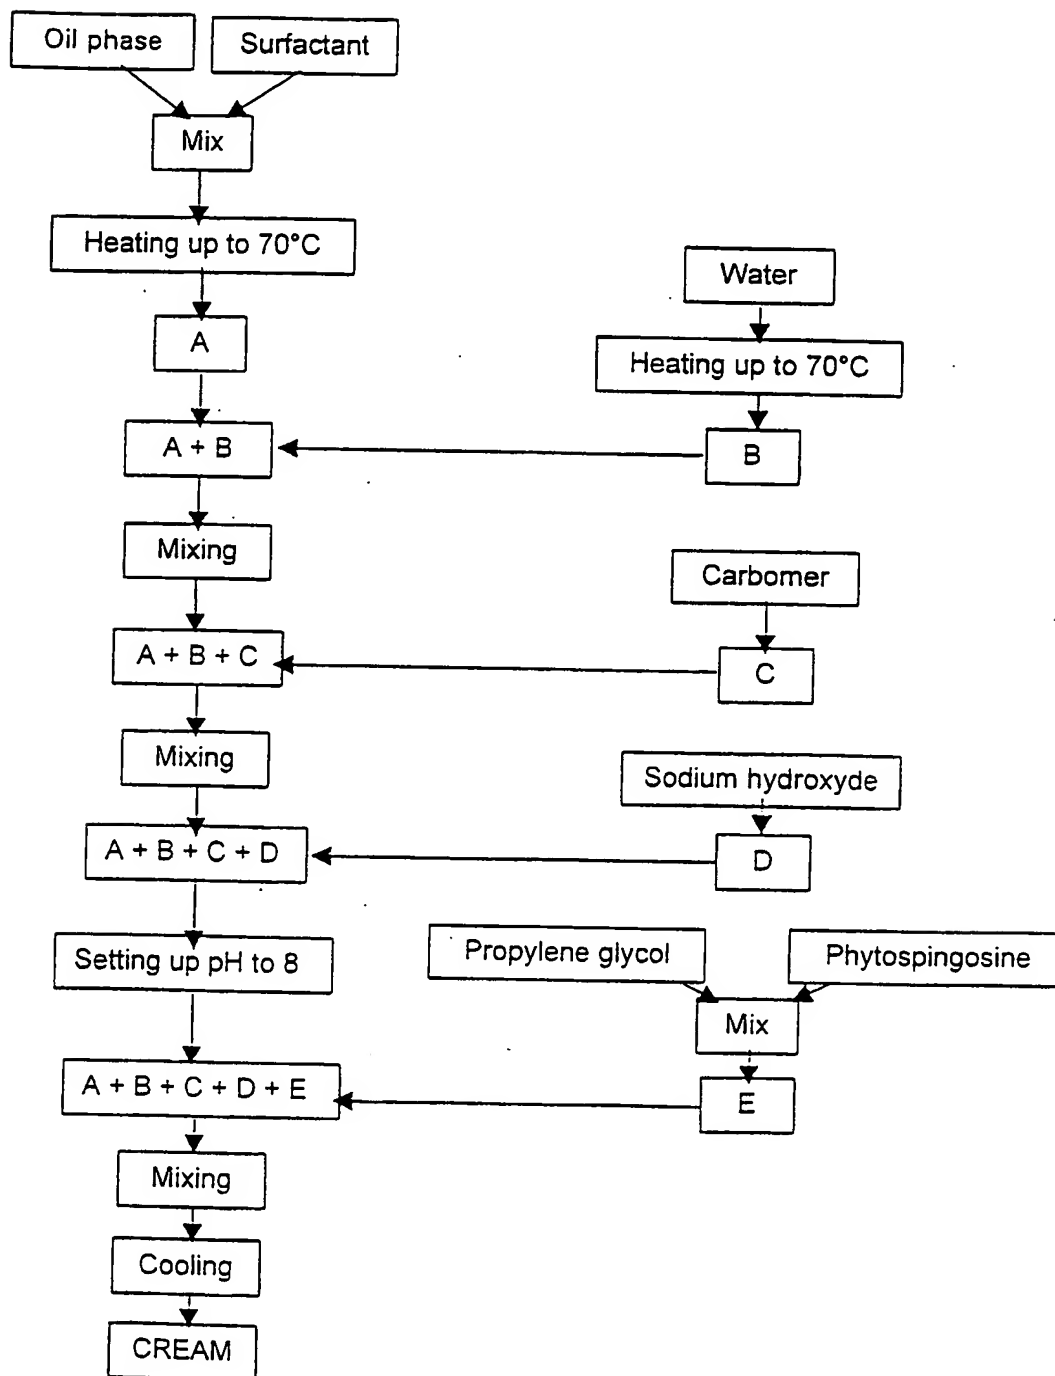 Oil phase
Surfactant
Mix
Heating up to 70°C
Water
A
Heating up to 70°C
A + B
B
Mixing
Carbomer
A + B + C
C
Mixing
Sodium hydroxyde
A + B + C + D
D
Setting up pH to 8
Propylene glycol
Phytospingosine
Mix
A + B + C + D + E
E
Mixing
Cooling
CREAM